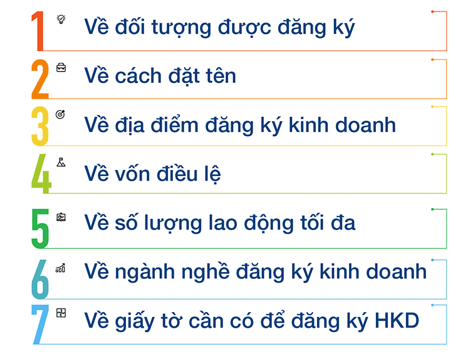 1 Về đối tượng được đăng ký
2 Về cách đặt tên
3 Về địa điểm đăng ký kinh doanh
4 Về vốn điều lệ
5 Về số lượng lao động tối đa
6 Về ngành nghề đăng ký kinh doanh
7 Về giấy tờ cần có để đăng ký HKD